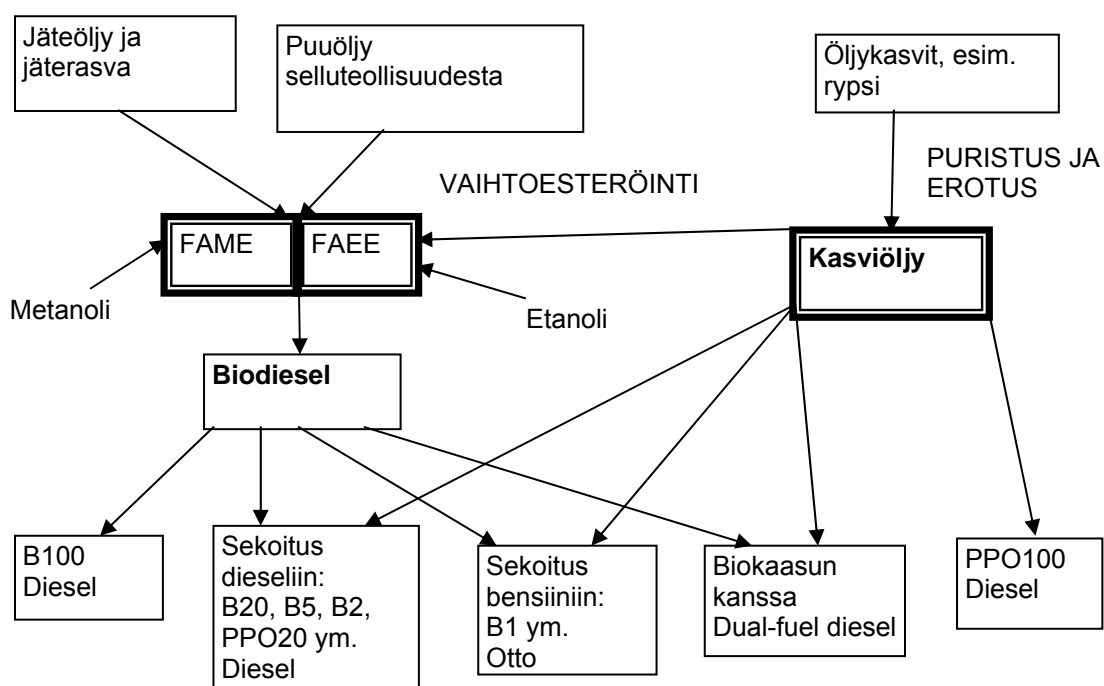 Jäteöljy ja
jäterasva
Puuöljy
selluteollisuudesta
Öljykasvit, esim.
rypsi
PURISTUS JA
EROTUS
VAIHTOESTERÖINTI
FAME
FAEE
Kasviöljy
Metanoli
Etanoli
Biodiesel
B100
Diesel
Sekoitus
dieseliin:
B20, B5, B2,
PPO20 ym.
Diesel
Sekoitus
bensiiniin:
B1 ym.
Otto
Biokaasun
kanssa
Dual-fuel diesel
PPO100
Diesel